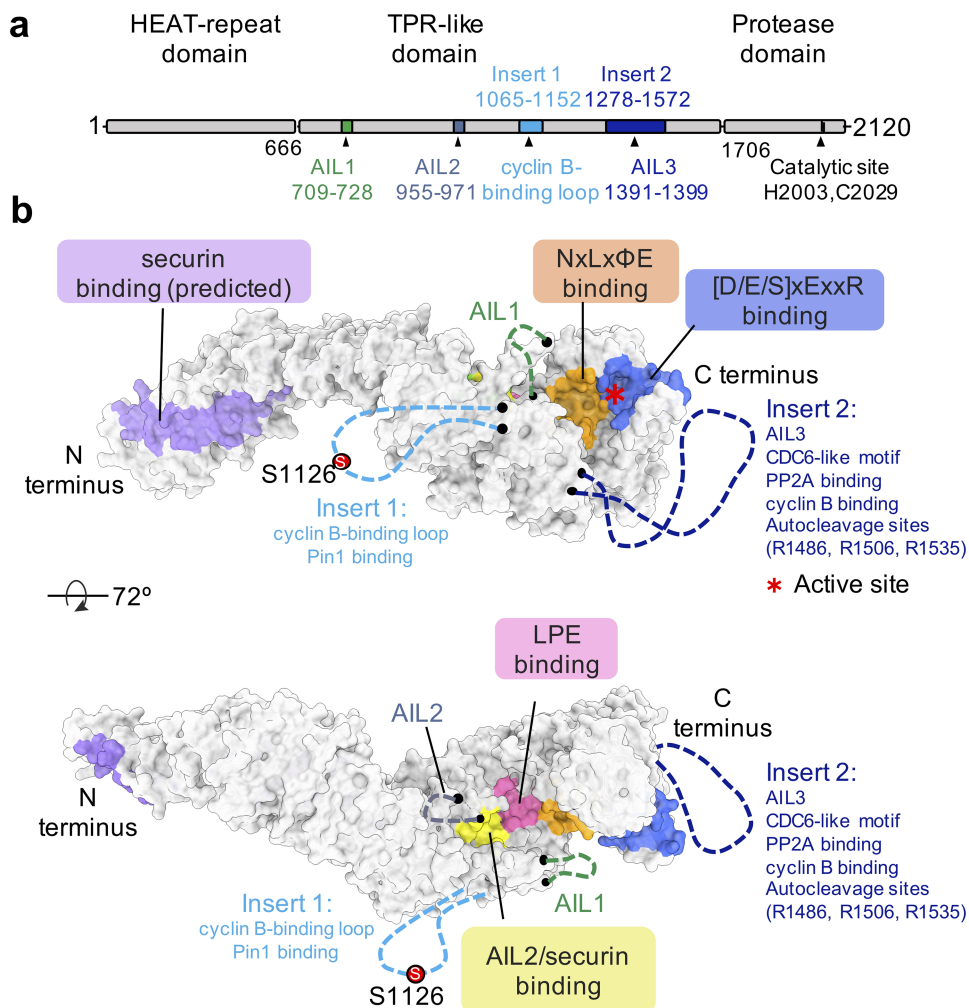 a
HEAT-repeat
domain
TPR-like
domain
Protease
domain
Insert 1
1065-1152
Insert 2
1278-1572
1
2120
666
1706
AIL1
709-728
AIL2
955-971
cyclin B-
binding loop
AIL3
1391-1399
Catalytic site
H2003,C2029
b
securin
binding (predicted)
NxLxΦE
binding
[D/E/S]xExxR
binding
AIL1
C terminus
N
terminus
S1126
S
Insert 1:
cyclin B-binding loop
Pin1 binding
Insert 2:
AIL3
CDC6-like motif
PP2A binding
cyclin B binding
Autocleavage sites
(R1486, R1506, R1535)
* Active site
72º
LPE
binding
AIL2
C
terminus
N
terminus
Insert 2:
AIL3
CDC6-like motif
PP2A binding
cyclin B binding
Autocleavage sites
(R1486, R1506, R1535)
Insert 1:
cyclin B-binding loop
Pin1 binding
AIL1
S
S1126
AIL2/securin
binding